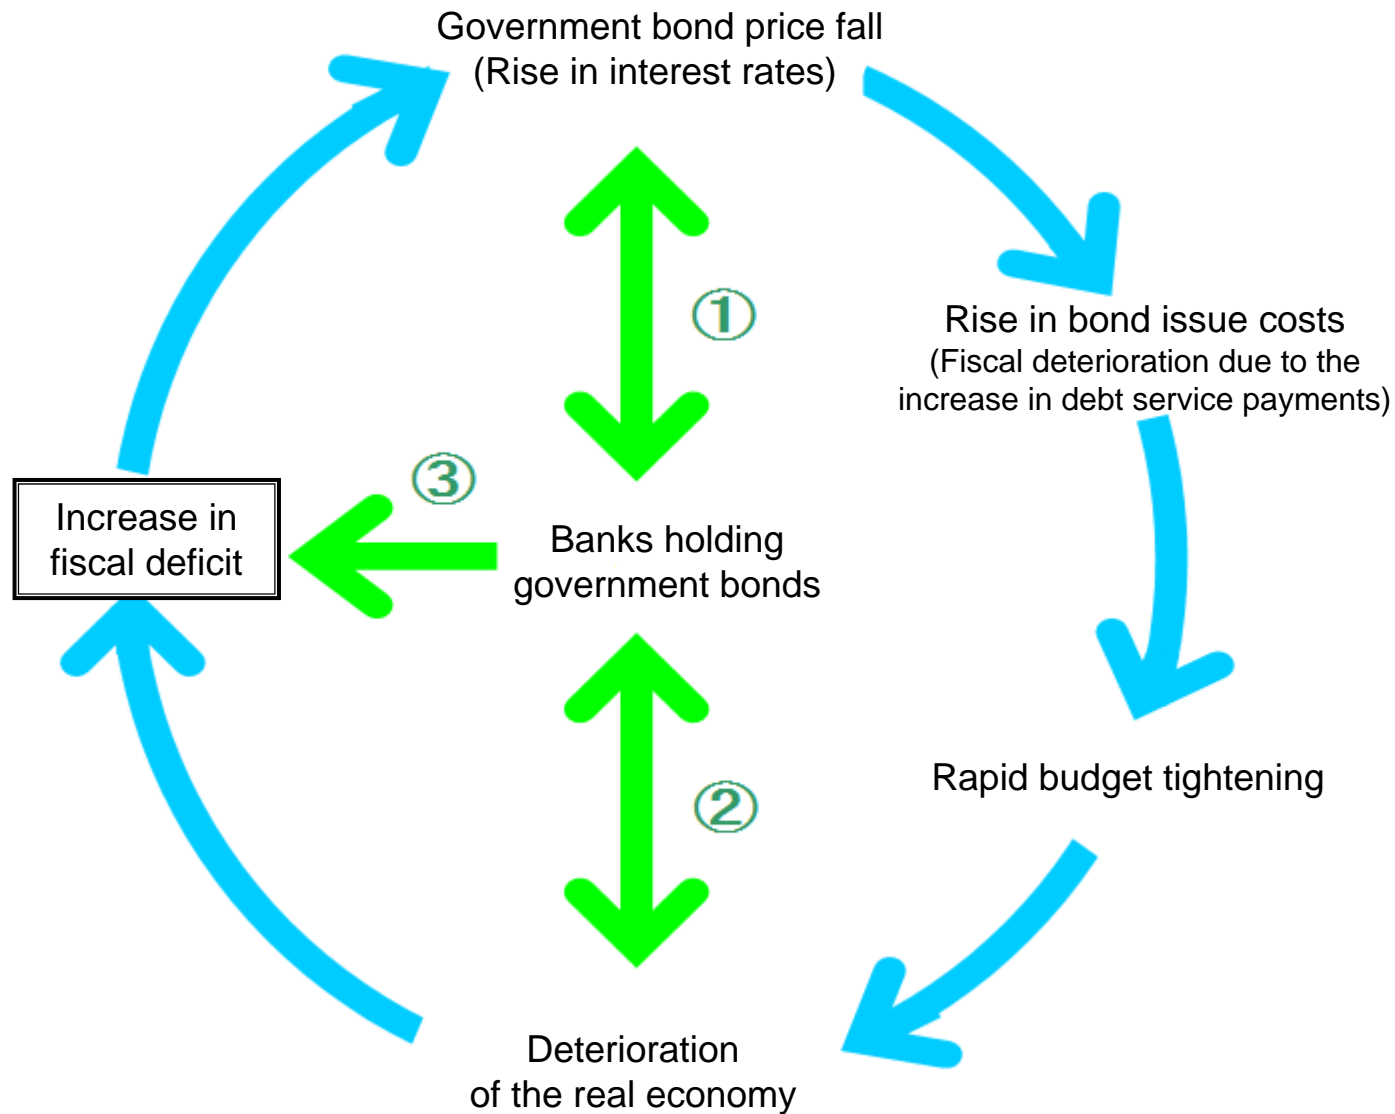 Government bond price fall
(Rise in interest rates)
①
Rise in bond issue costs
(Fiscal deterioration due to the
increase in debt service payments)
③
Increase in
fiscal deficit
Banks holding
government bonds
②
Rapid budget tightening
Deterioration
of the real economy